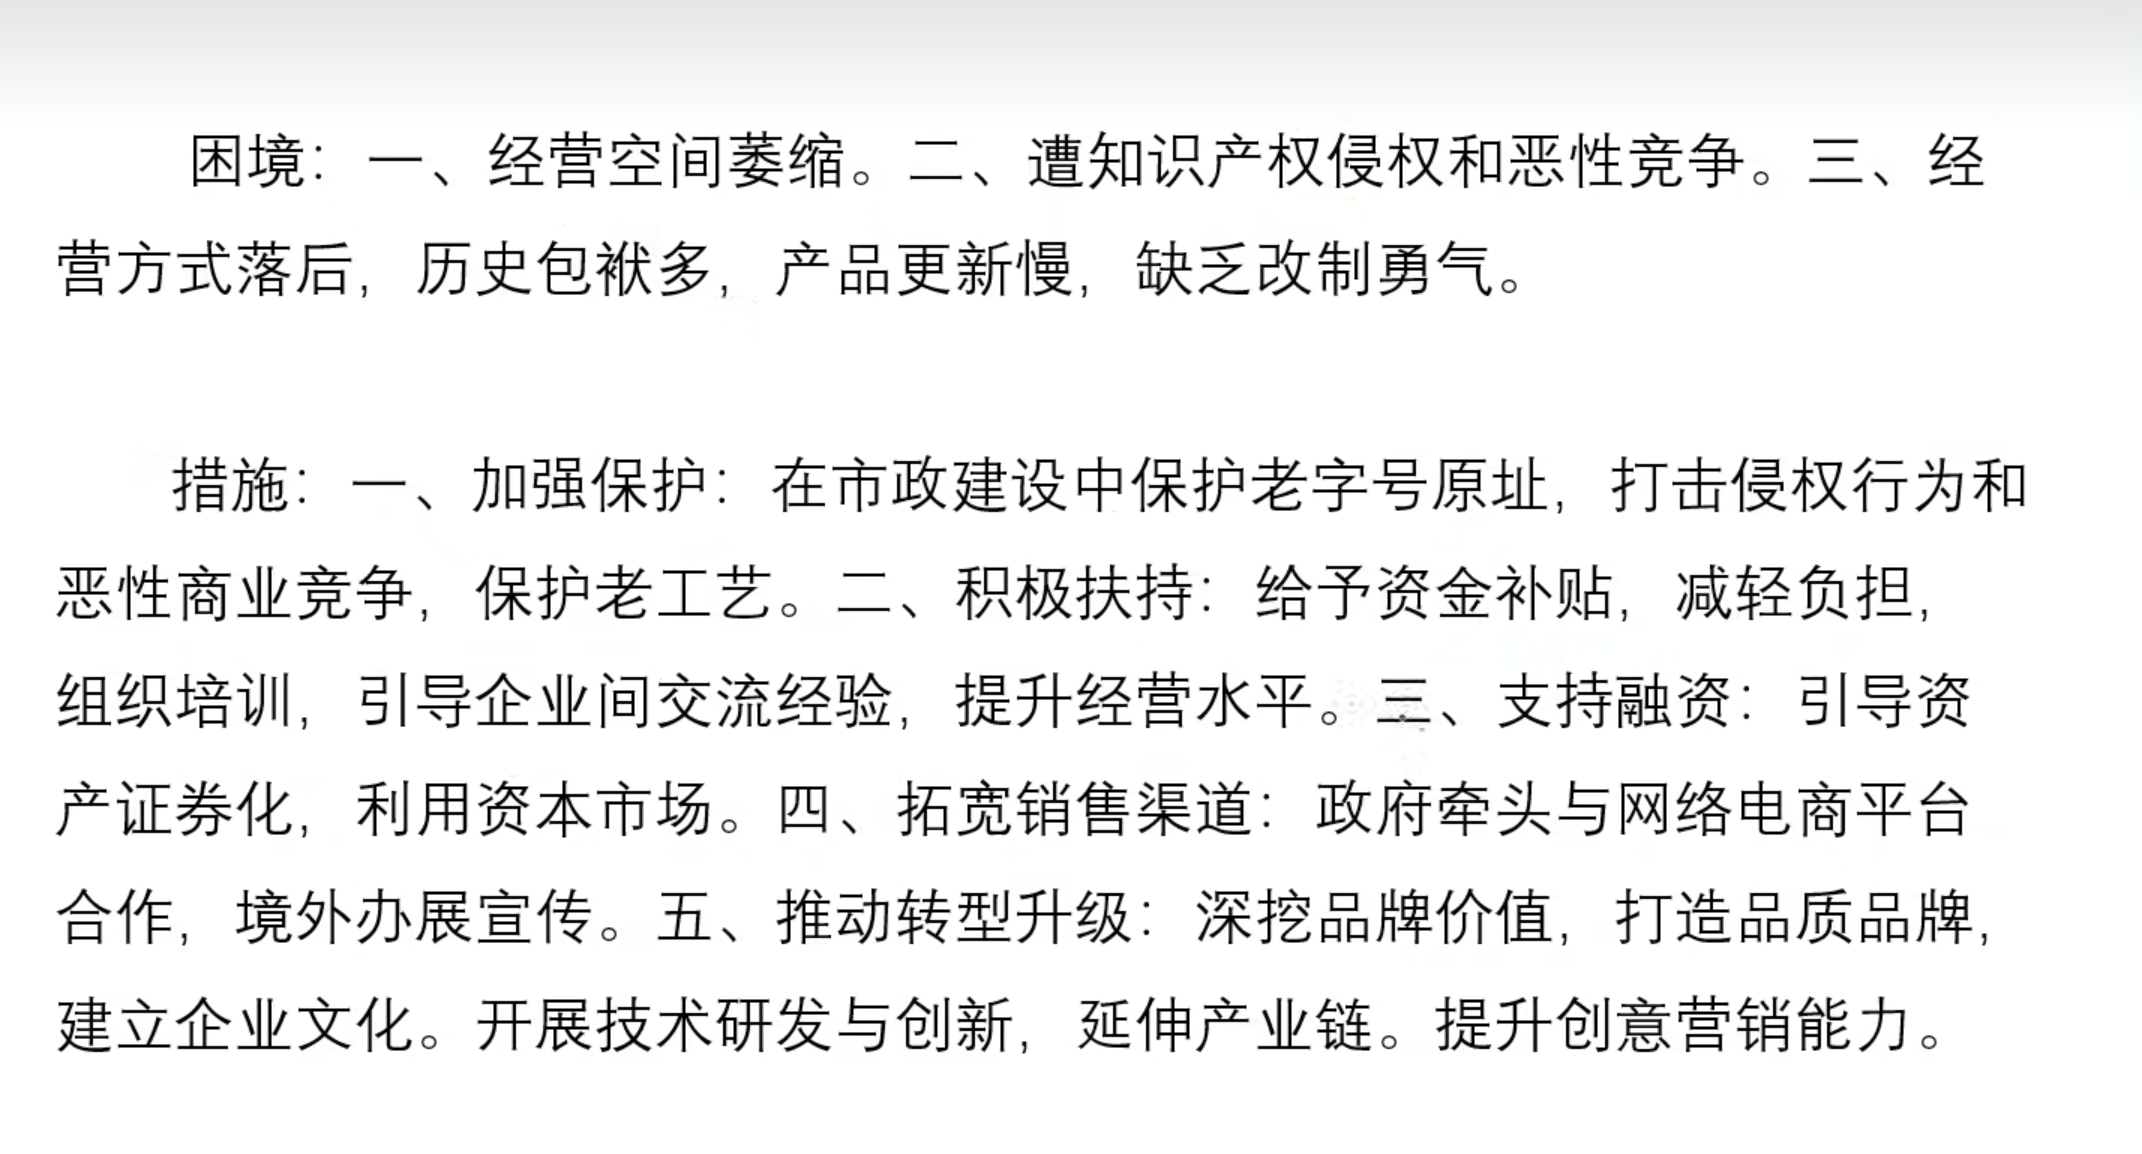 困境：一、经营空间萎缩。二、遭知识产权侵权和恶性竞争。三、经
营方式落后，历史包袱多，产品更新慢，缺乏改制勇气。
措施：一、加强保护：在市政建设中保护老字号原址，打击侵权行为和
恶性商业竞争，保护老工艺。二、积极扶持：给予资金补贴，减轻负担，
组织培训，引导企业间交流经验，提升经营水平。三、支持融资：引导资
产证券化，利用资本市场。四、拓宽销售渠道：政府牵头与网络电商平台
合作，境外办展宣传。五、推动转型升级：深挖品牌价值，打造品质品牌，
建立企业文化。开展技术研发与创新，延伸产业链。提升创意营销能力。